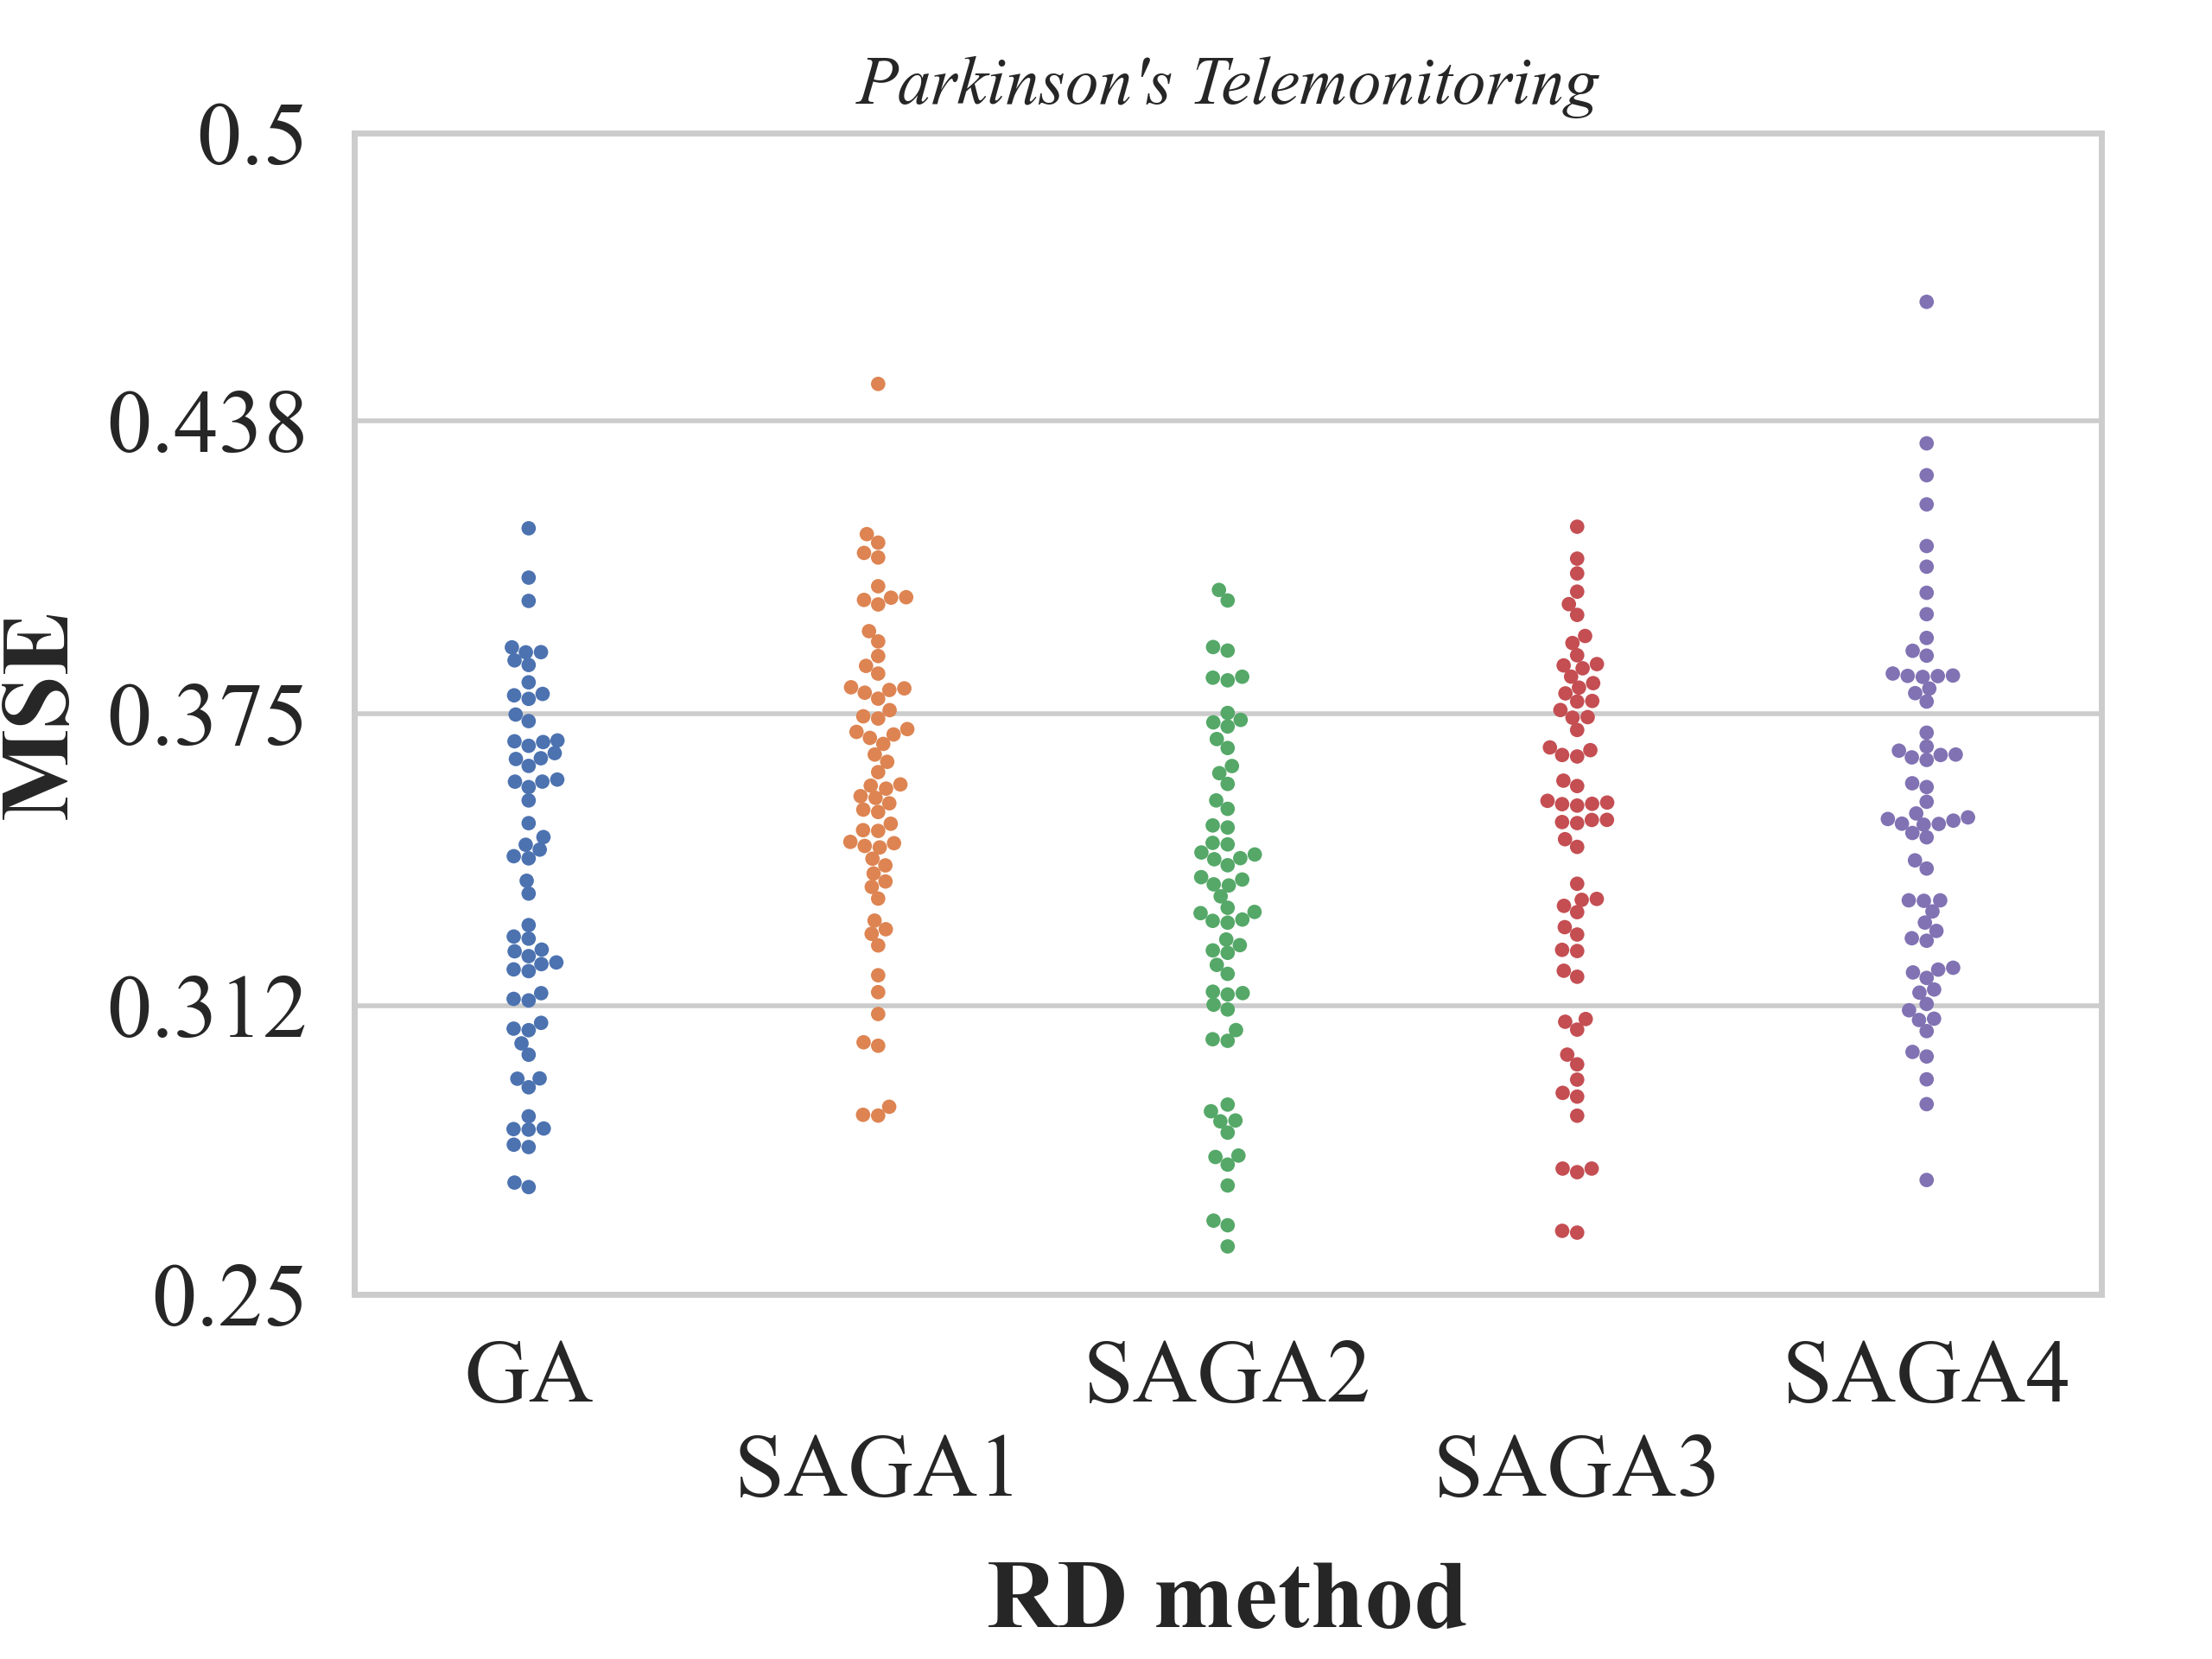 Parkinson's Telemonitoring
0.5
0.438
0.375
0.312
0.25
MSE
GA
SAGA1
SAGA2
SAGA3
SAGA4
RD method